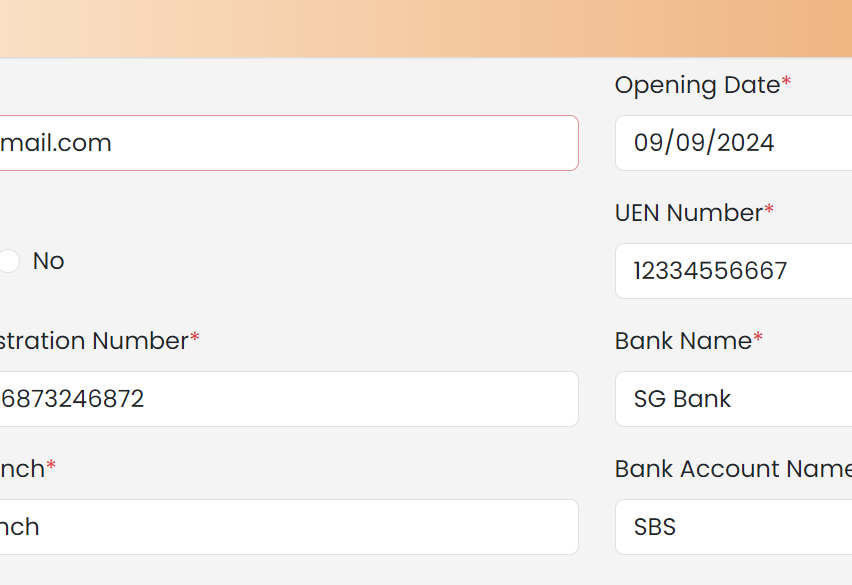 Opening Date*
mail.com
09/09/2024
UEN Number*
No
12334556667
stration Number*
Bank Name*
6873246872
SG Bank
nch*
Bank Account Name
nch
SBS